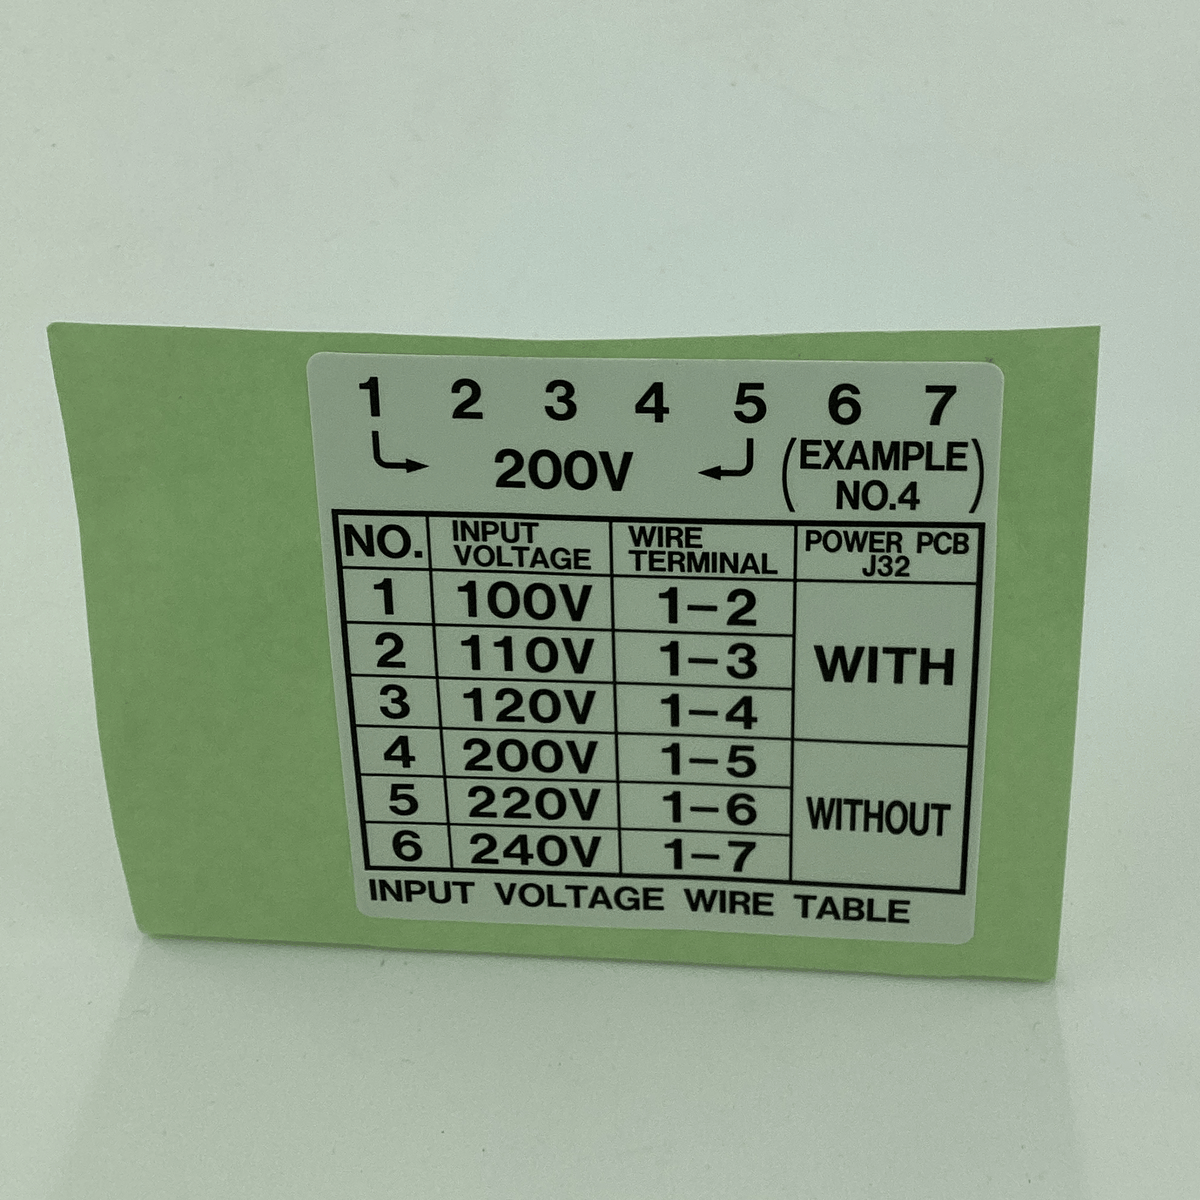 1 2 3 4 5 6 7
200V (EXAMPLE NO.4)
NO. INPUT VOLTAGE WIRE TERMINAL POWER PCB J32
1 100V 1-2 WITH
2 110V 1-3
3 120V 1-4
4 200V 1-5 WITHOUT
5 220V 1-6
6 240V 1-7
INPUT VOLTAGE WIRE TABLE